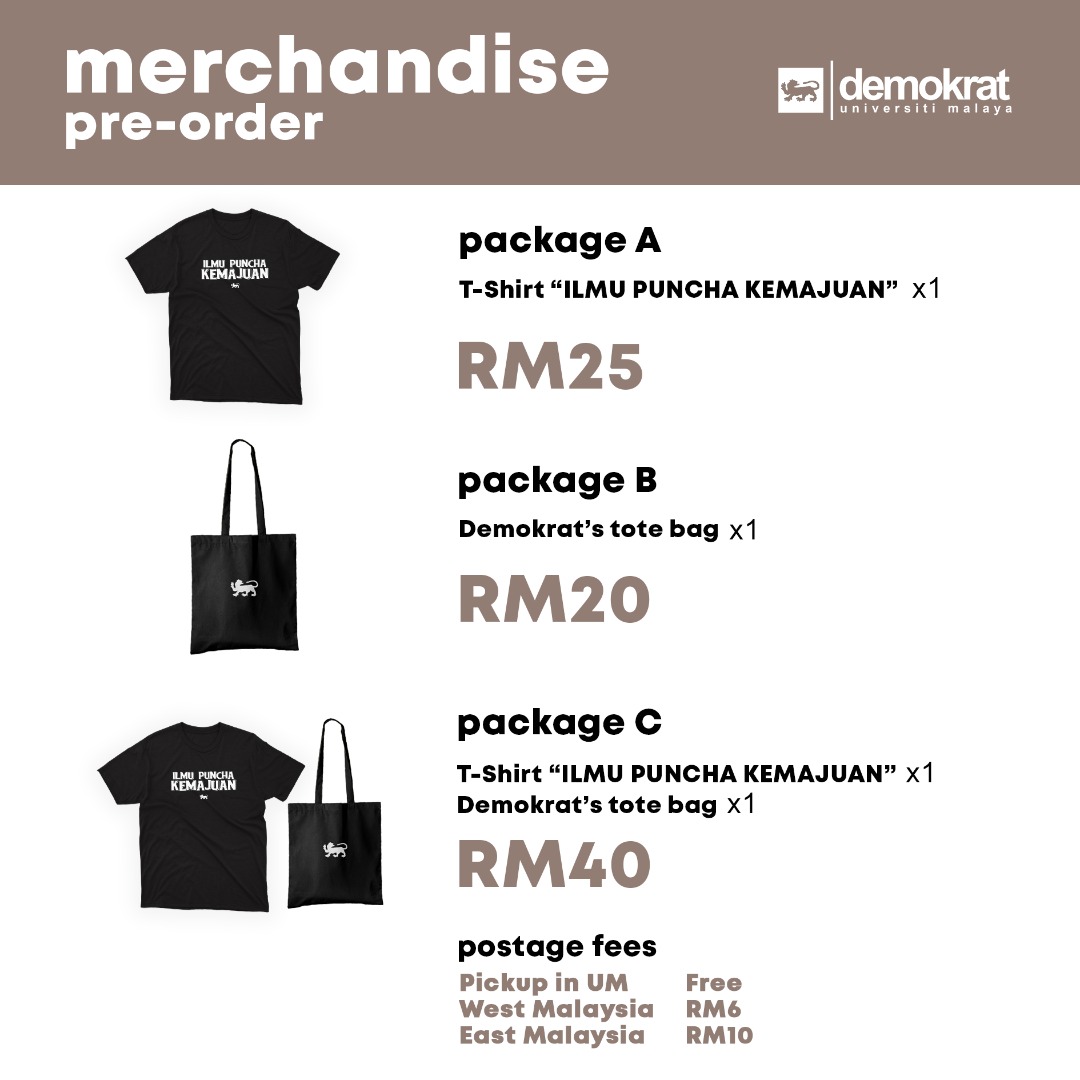 merchandise
pre-order
demokrat
universiti malaya
ILMU PUNCHA
KEMAJUAN
package A
T-Shirt “ILMU PUNCHA KEMAJUAN” x1
RM25
package B
Demokrat’s tote bag x1
RM20
ILMU PUNCHA
KEMAJUAN
package C
T-Shirt “ILMU PUNCHA KEMAJUAN” x1
Demokrat’s tote bag x1
RM40
postage fees
Pickup in UM Free
West Malaysia RM6
East Malaysia RM10